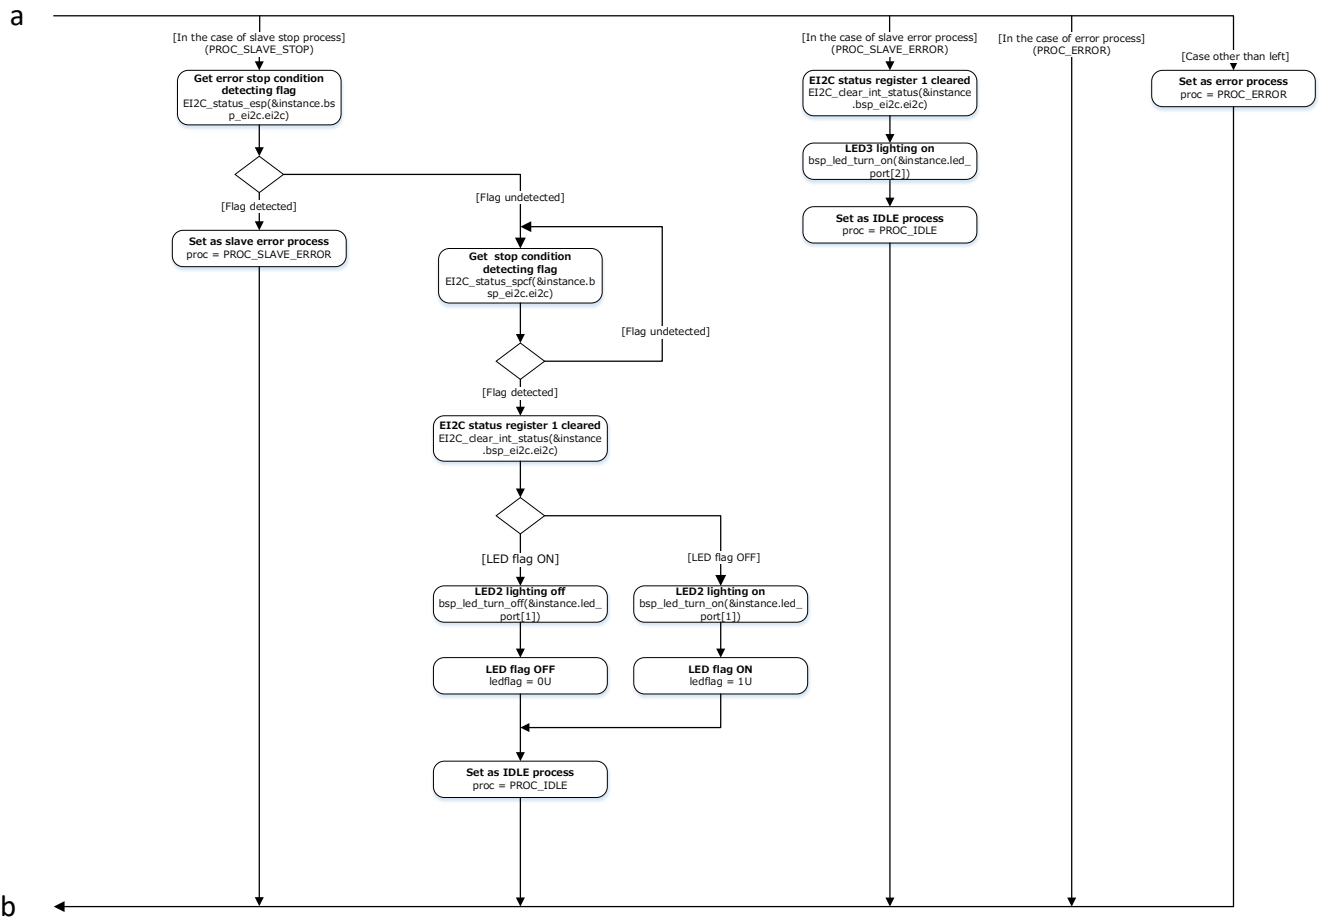 a
[In the case of slave stop process]
(PROC_SLAVE_STOP)
Get error stop condition
detecting flag
EI2C_status_esp(&instance.bs
p_ei2c.ei2c)
[Flag detected]
Set as slave error process
proc = PROC_SLAVE_ERROR
[Flag undetected]
Get  stop condition
detecting flag
EI2C_status_spcf(&instance.b
sp_ei2c.ei2c)
[Flag undetected]
[Flag detected]
EI2C status register 1 cleared
EI2C_clear_int_status(&instance
.bsp_ei2c.ei2c)
[LED flag ON]
LED2 lighting off
bsp_led_turn_off(&instance.led_
port[1])
LED flag OFF
ledflag = 0U
[LED flag OFF]
LED2 lighting on
bsp_led_turn_on(&instance.led_
port[1])
LED flag ON
ledflag = 1U
Set as IDLE process
proc = PROC_IDLE
[In the case of slave error process]
(PROC_SLAVE_ERROR)
EI2C status register 1 cleared
EI2C_clear_int_status(&instance
.bsp_ei2c.ei2c)
LED3 lighting on
bsp_led_turn_on(&instance.led_
port[2])
Set as IDLE process
proc = PROC_IDLE
[In the case of error process]
(PROC_ERROR)
[Case other than left]
Set as error process
proc = PROC_ERROR
b